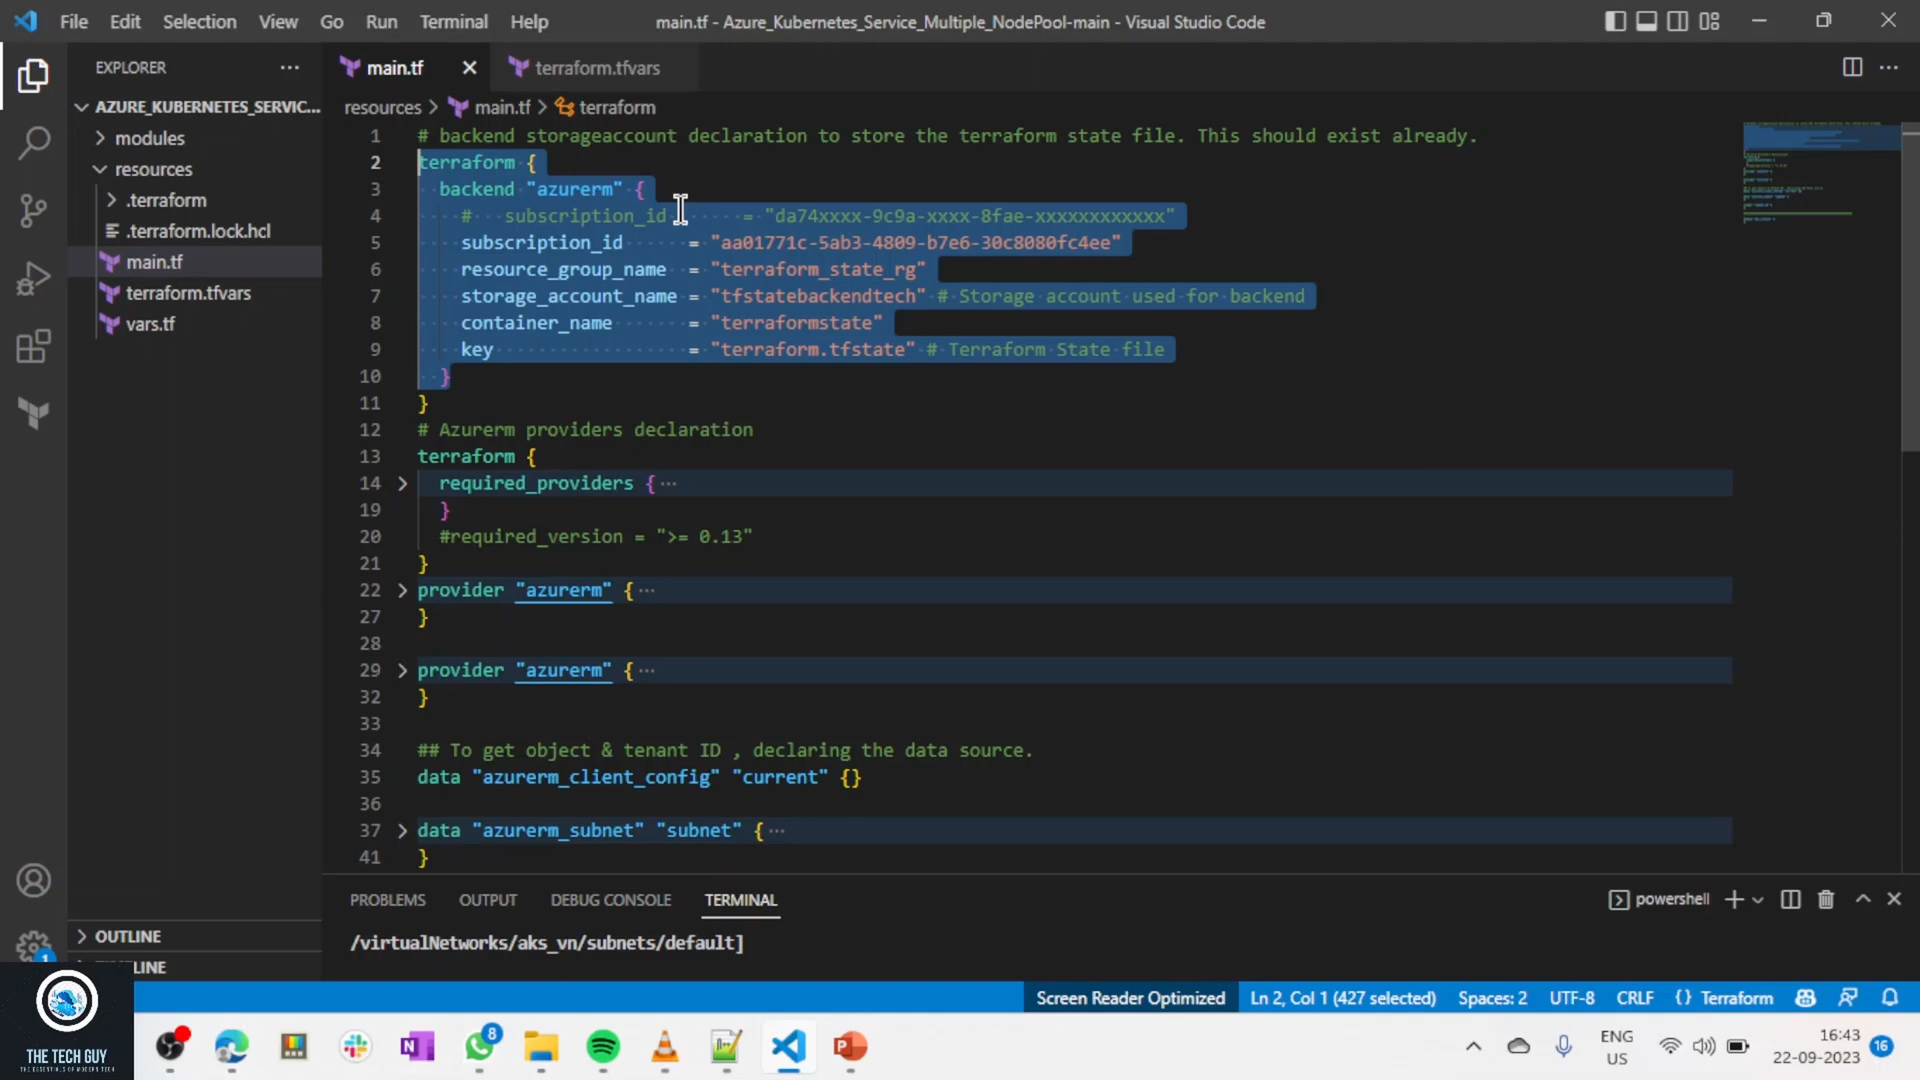 File Edit Selection View Go Run Terminal Help
main.tf - Azure_Kubernetes_Service_Multiple_NodePool-main - Visual Studio Code
EXPLORER
AZURE_KUBERNETES_SERVIC...
modules
resources
.terraform
.terraform.lock.hcl
main.tf
terraform.tfvars
vars.tf
OUTLINE
LINE
main.tf
terraform.tfvars
resources > main.tf > terraform
1 # backend storageaccount declaration to store the terraform state file. This should exist already.
2 terraform {
3 backend "azurerm" {
4 # subscription_id = "da74xxxx-9c9a-xxxx-8fae-xxxxxxxxxxxx"
5 subscription_id = "aa01771c-5ab3-4809-b7e6-30c8080fc4ee"
6 resource_group_name = "terraform_state_rg"
7 storage_account_name = "tfstatebackendtech" # Storage account used for backend
8 container_name = "terraformstate"
9 key = "terraform.tfstate" # Terraform State file
10 }
11 }
12 # Azurerm providers declaration
13 terraform {
14 required_providers { ...
19 }
20 #required_version = ">= 0.13"
21 }
22 provider "azurerm" { ...
27 }
28
29 provider "azurerm" { ...
32 }
33
34 ## To get object & tenant ID , declaring the data source.
35 data "azurerm_client_config" "current" {}
36
37 data "azurerm_subnet" "subnet" { ...
41 }
PROBLEMS OUTPUT DEBUG CONSOLE TERMINAL
powershell
/virtualNetworks/aks_vn/subnets/default]
1
Screen Reader Optimized Ln 2, Col 1 (427 selected) Spaces: 2 UTF-8 CRLF {} Terraform
THE TECH GUY
THE ESSENTIALS OF MODERN TECH
8
ENG
US
16:43
22-09-2023
16